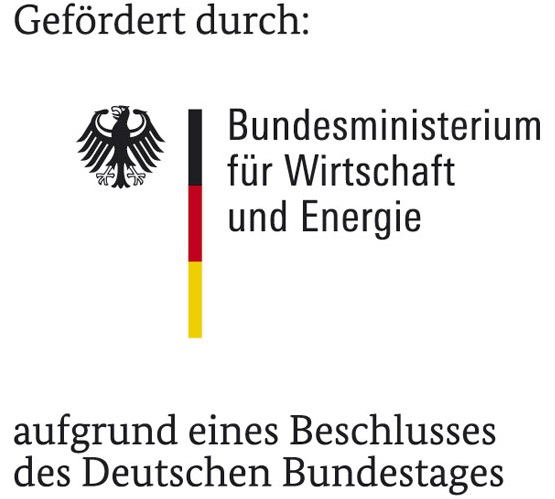 Gefördert durch:
Bundesministerium
für Wirtschaft
und Energie
aufgrund eines Beschlusses
des Deutschen Bundestages